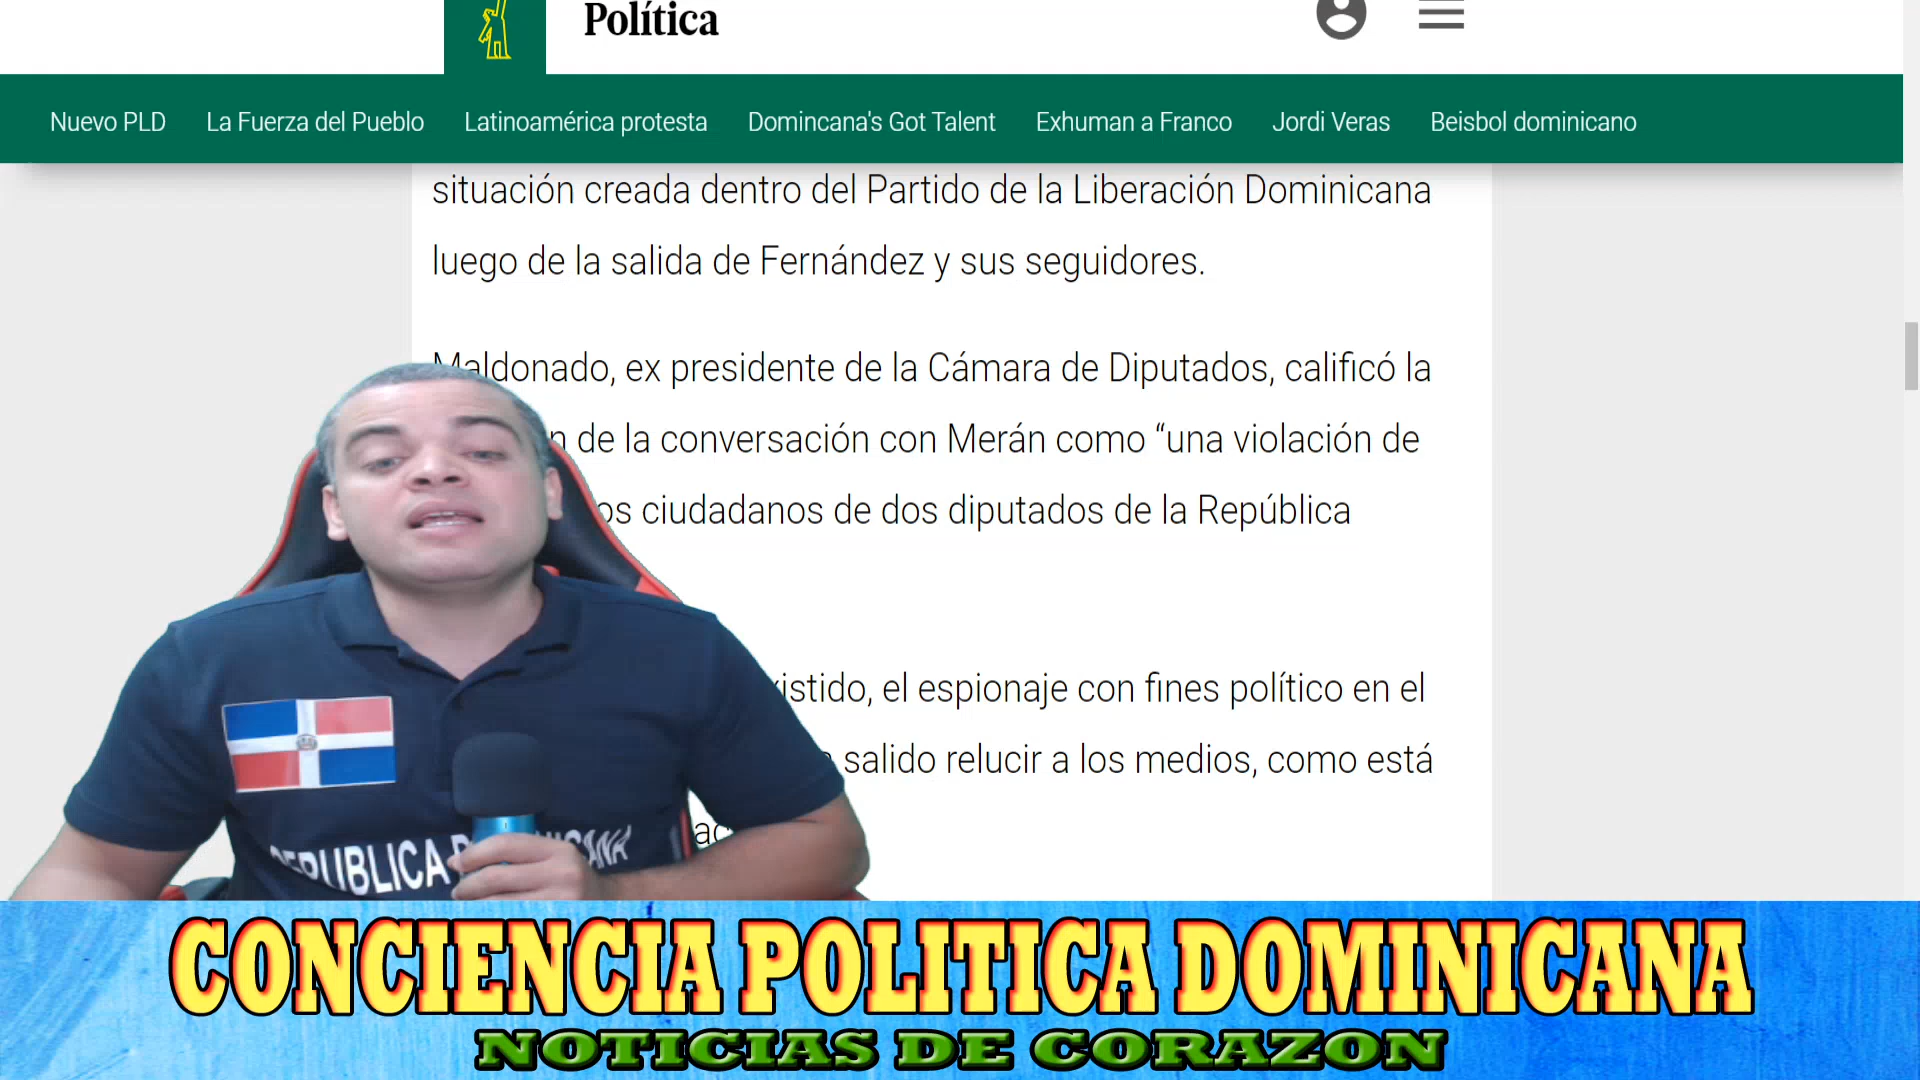 Política
Nuevo PLD La Fuerza del Pueblo Latinoamérica protesta Domincana's Got Talent Exhuman a Franco Jordi Veras Beisbol dominicano
situación creada dentro del Partido de la Liberación Dominicana
luego de la salida de Fernández y sus seguidores.
Maldonado, ex presidente de la Cámara de Diputados, calificó la
de la conversación con Merán como “una violación de
ciudadanos de dos diputados de la República
el espionaje con fines político en el
salido relucir a los medios, como está
REPUBLICA
CONCIENCIA POLITICA DOMINICANA
NOTICIAS DE CORAZON